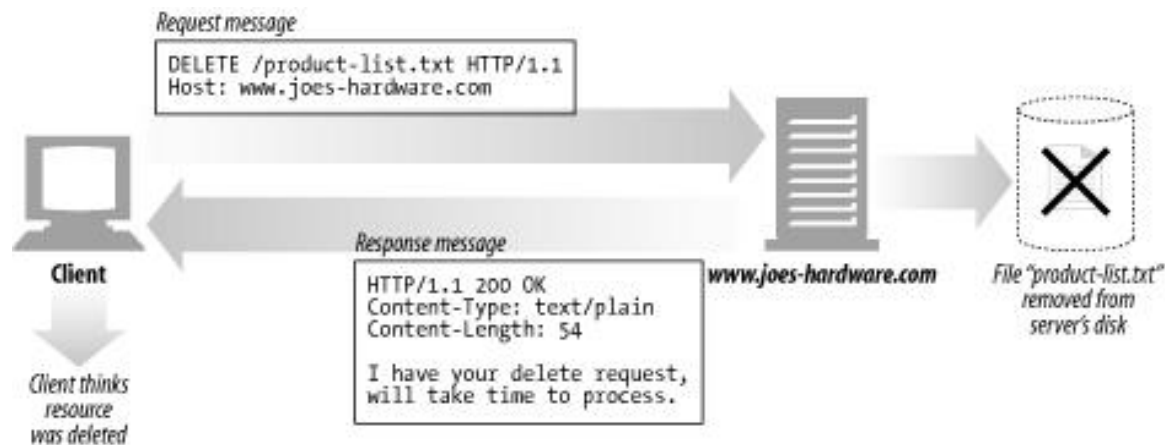 Request message
DELETE /product-list.txt HTTP/1.1
Host: www.joes-hardware.com
Response message
HTTP/1.1 200 OK
Content-Type: text/plain
Content-Length: 54
I have your delete request,
will take time to process.
Client
Client thinks
resource
was deleted
www.joes-hardware.com
File “product-list.txt”
removed from
server’s disk